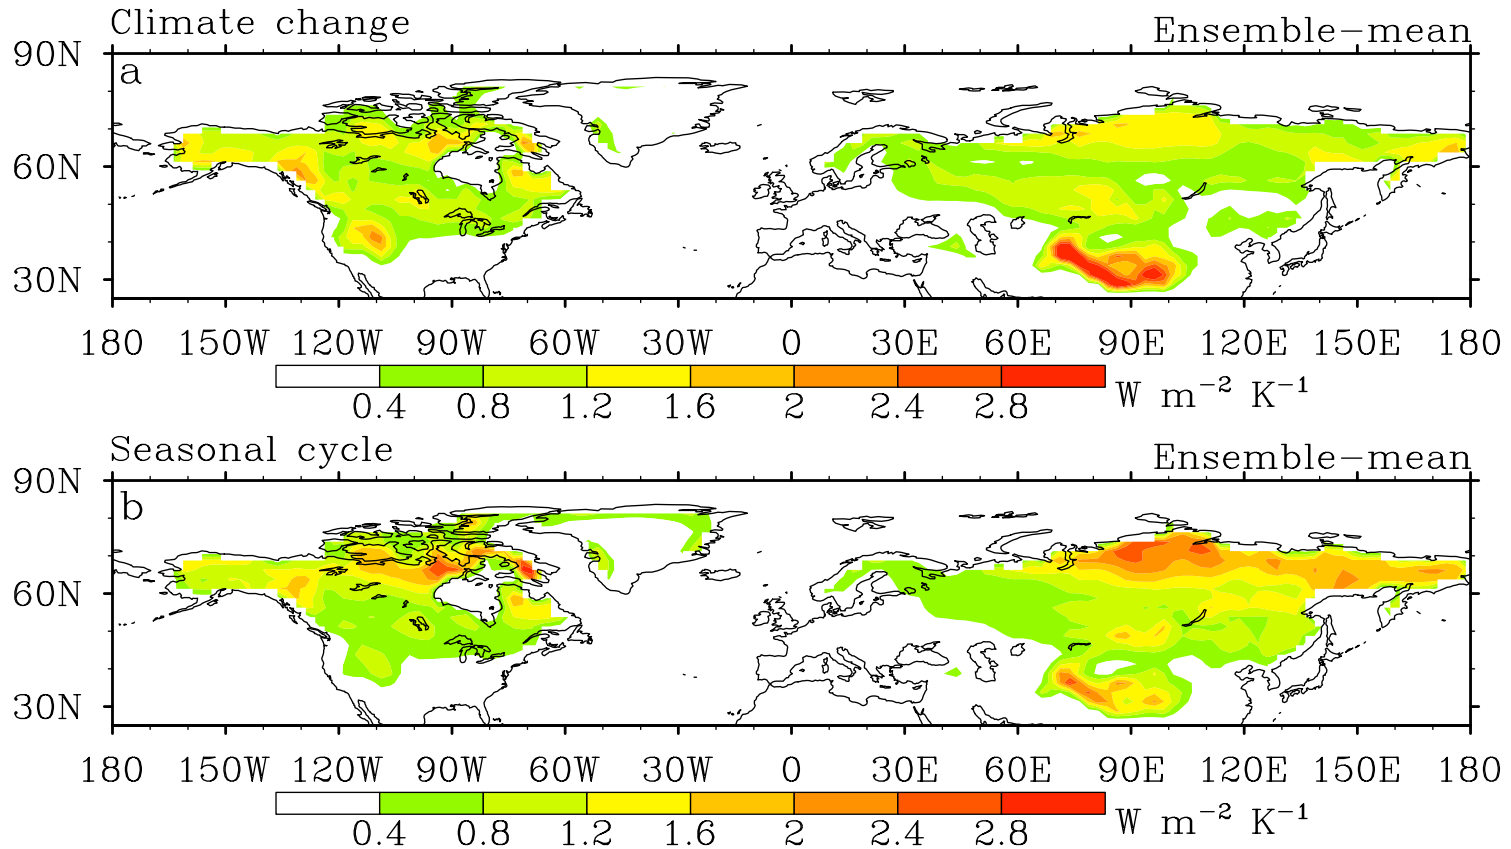 Climate change
Ensemble−mean
90N
a
60N
30N
180 150W 120W 90W 60W 30W 0 30E 60E 90E 120E 150E 180
0.4 0.8 1.2 1.6 2 2.4 2.8
W m⁻² K⁻¹
Seasonal cycle
Ensemble−mean
90N
b
60N
30N
180 150W 120W 90W 60W 30W 0 30E 60E 90E 120E 150E 180
0.4 0.8 1.2 1.6 2 2.4 2.8
W m⁻² K⁻¹